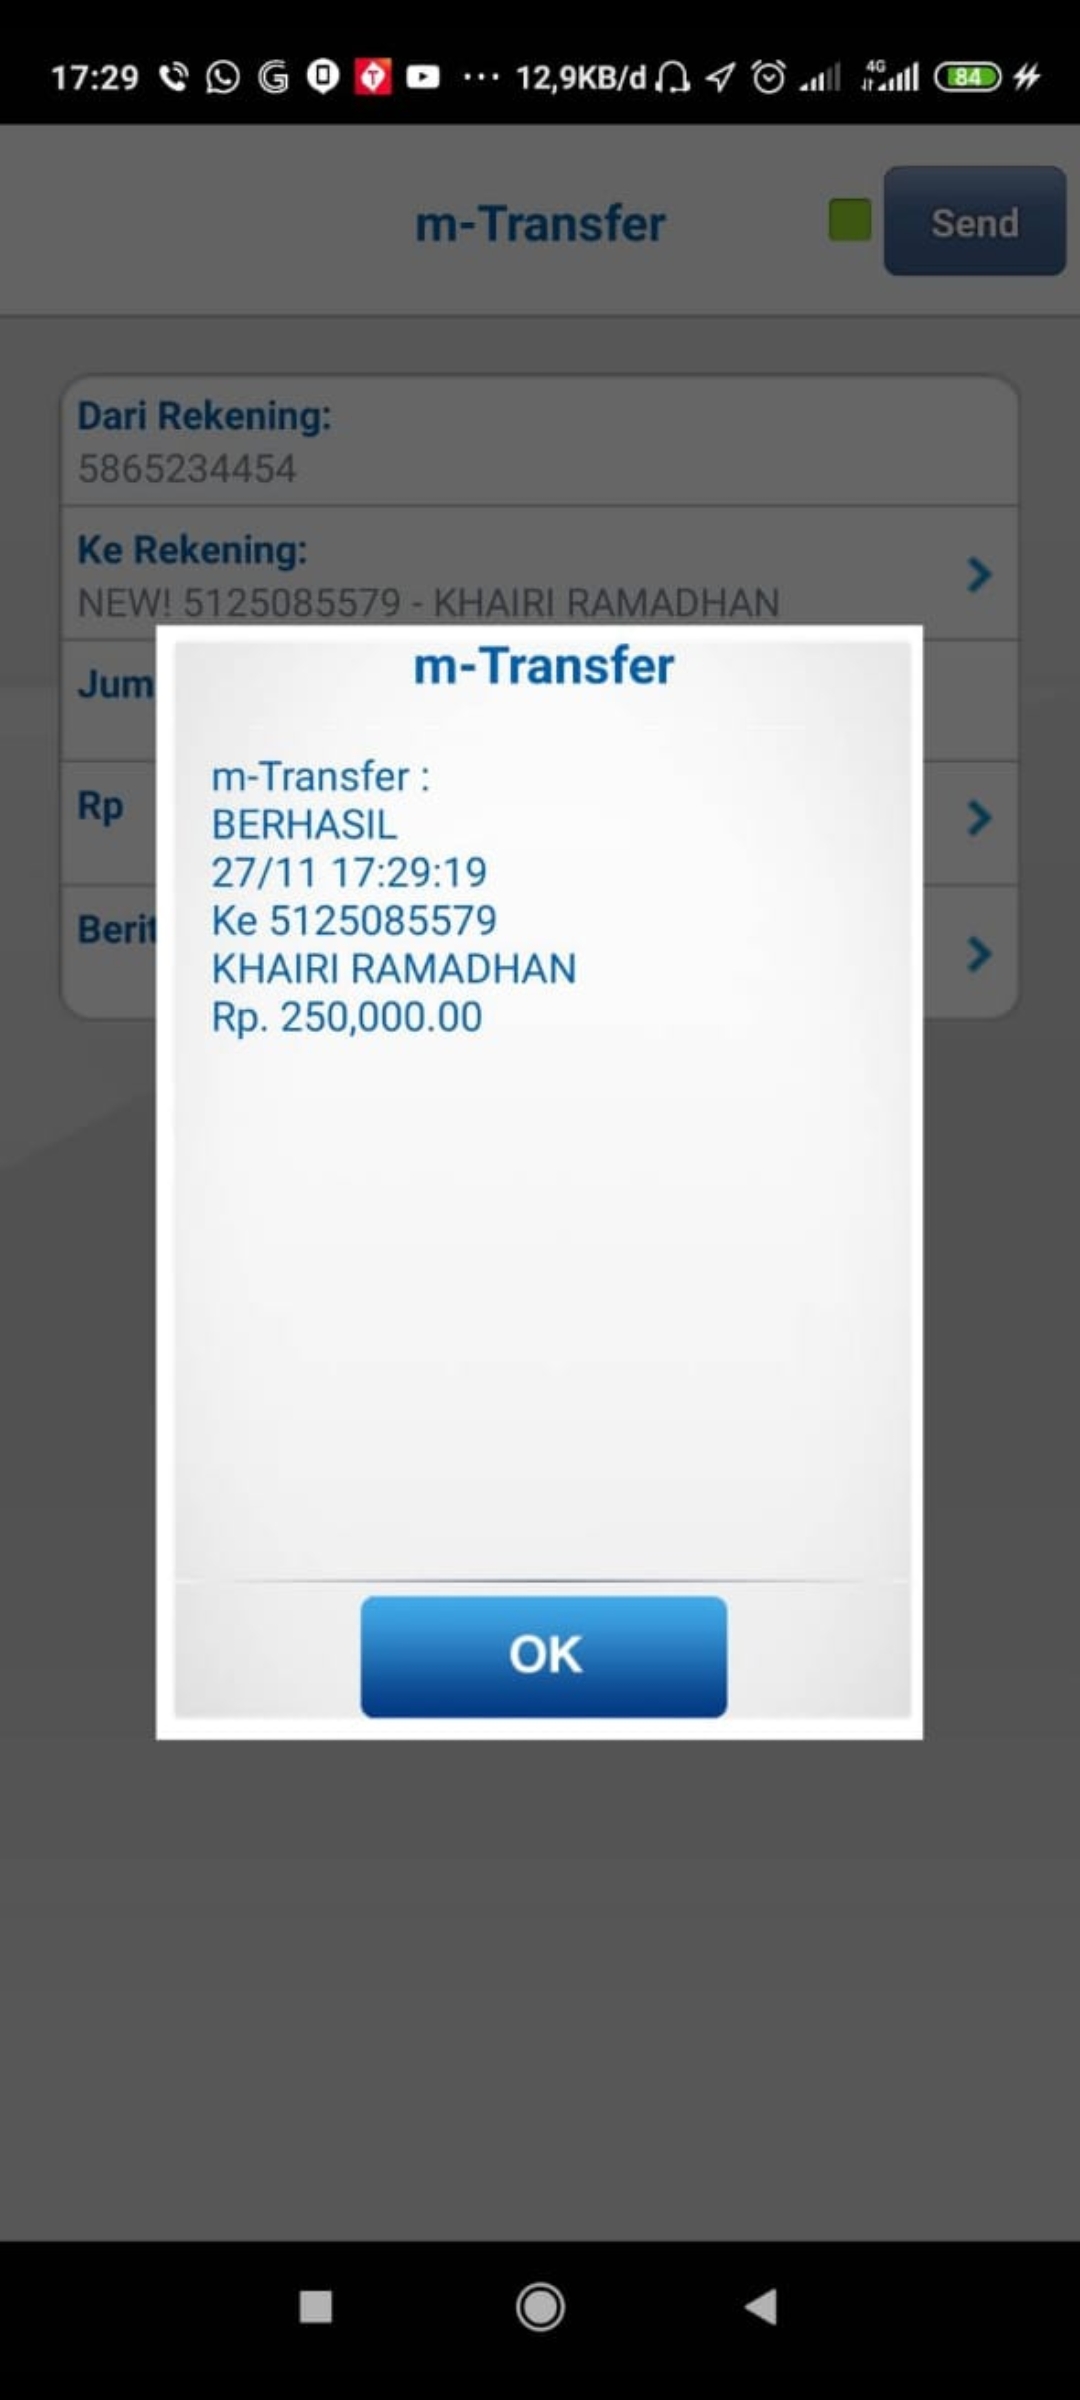 17:29 12,9KB/d 4G 84
m-Transfer
Send
Dari Rekening:
5865234454
Ke Rekening:
NEW! 5125085579 - KHAIRI RAMADHAN
Jum
Rp
Berit
m-Transfer
m-Transfer :
BERHASIL
27/11 17:29:19
Ke 5125085579
KHAIRI RAMADHAN
Rp. 250,000.00
OK